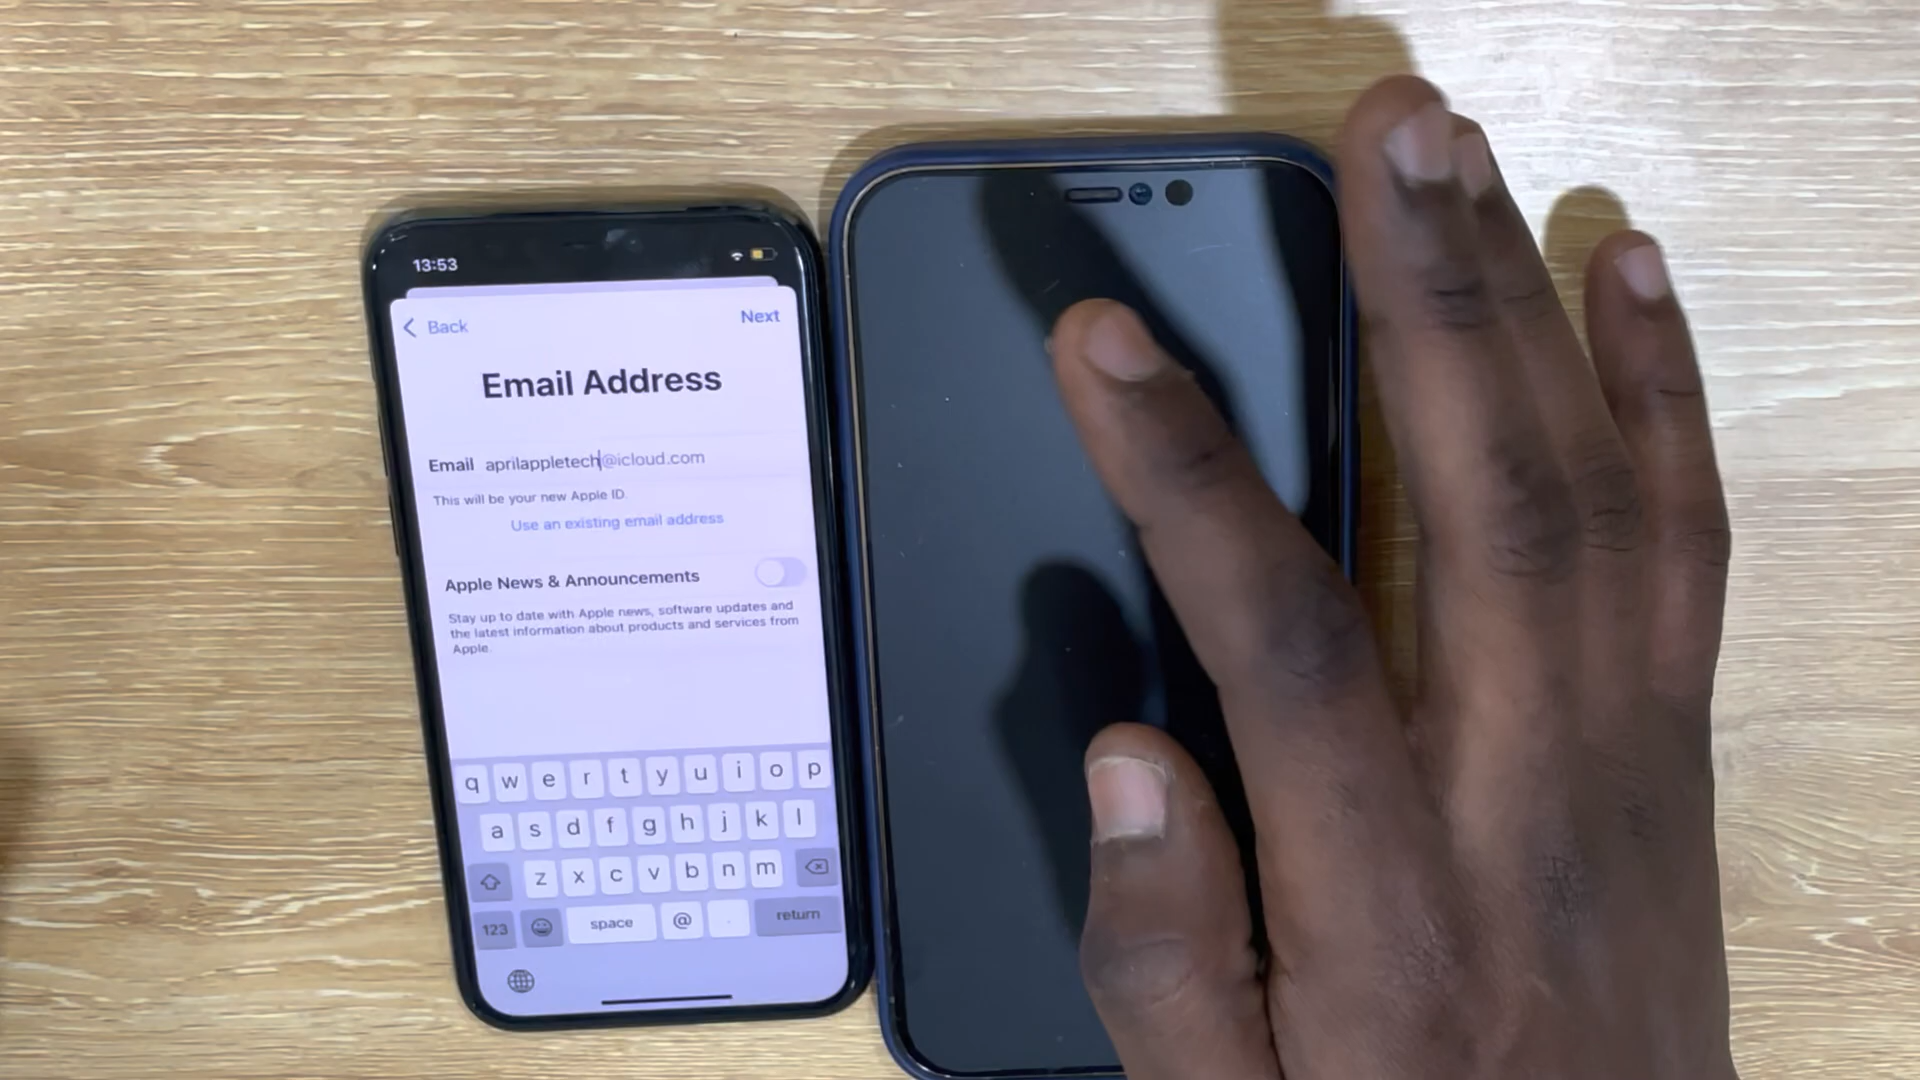 13:53
Back
Next
Email Address
Email aprilappletech@icloud.com
This will be your new Apple ID.
Use an existing email address
Apple News & Announcements
Stay up to date with Apple news, software updates and
the latest information about products and services from
Apple.
q w e r t y u i o p
a s d f g h j k l
z x c v b n m
123 space @ . return